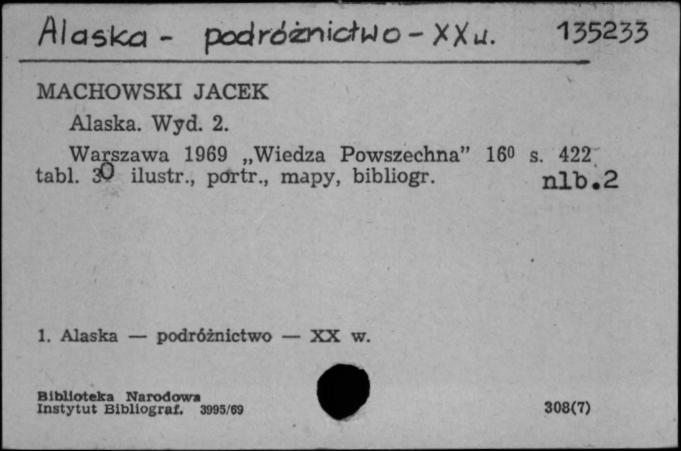 Alaska - podróżnictwo - XX w. 135233
MACHOWSKI JACEK
Alaska. Wyd. 2.
Warszawa 1969 „Wiedza Powszechna” 16⁰ s. 422
tabl. 30 ilustr., portr., mapy, bibliogr. nlb.2
1. Alaska — podróżnictwo — XX w.
Biblioteka Narodowa
Instytut Bibliograf. 3995/69 308(7)